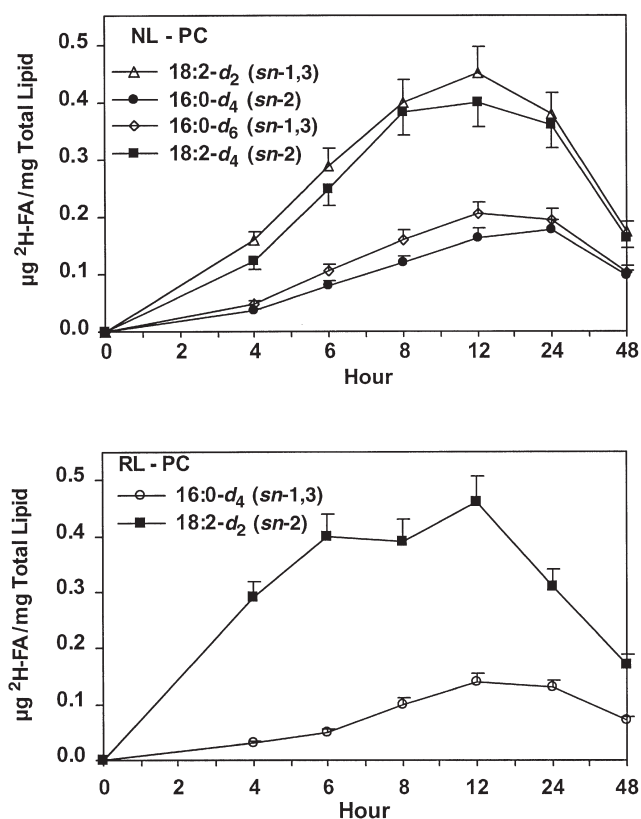 NL - PC
18:2-d2 (sn-1,3)
16:0-d4 (sn-2)
16:0-d6 (sn-1,3)
18:2-d4 (sn-2)
µg 2H-FA/mg Total Lipid
0.5
0.4
0.3
0.2
0.1
0.0
0 2 4 6 8 12 24 48
Hour
RL - PC
16:0-d4 (sn-1,3)
18:2-d2 (sn-2)
µg 2H-FA/mg Total Lipid
0.5
0.4
0.3
0.2
0.1
0.0
0 2 4 6 8 12 24 48
Hour